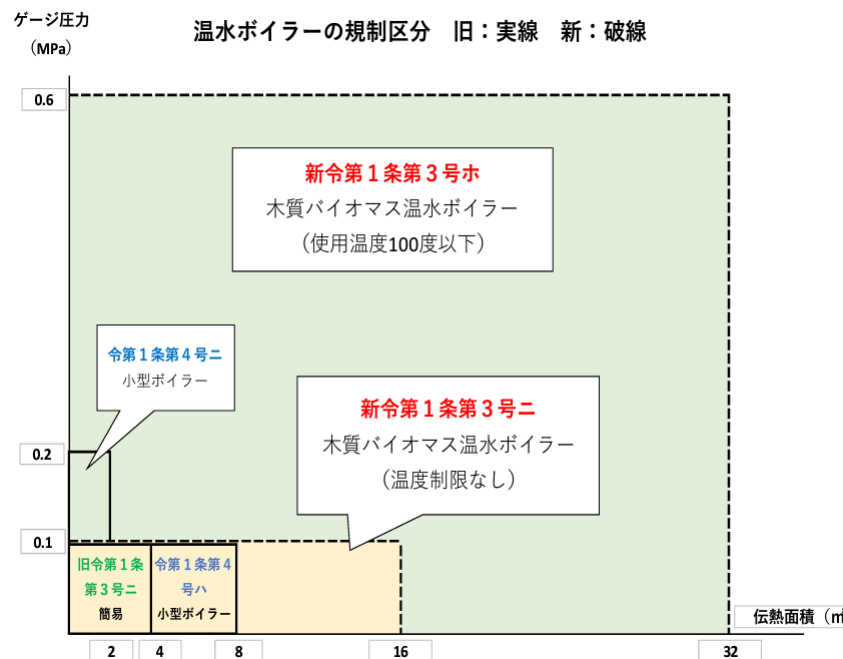 ゲージ圧力
（MPa）
温水ボイラーの規制区分　旧：実線　新：破線
0.6
新令第１条第３号ホ
木質バイオマス温水ボイラー
（使用温度100度以下）
令第１条第４号ニ
小型ボイラー
新令第１条第３号ニ
木質バイオマス温水ボイラー
（温度制限なし）
0.2
0.1
旧令第１条
第３号ニ
簡易
令第１条第４
号ハ
小型ボイラー
伝熱面積（㎡
2
4
8
16
32